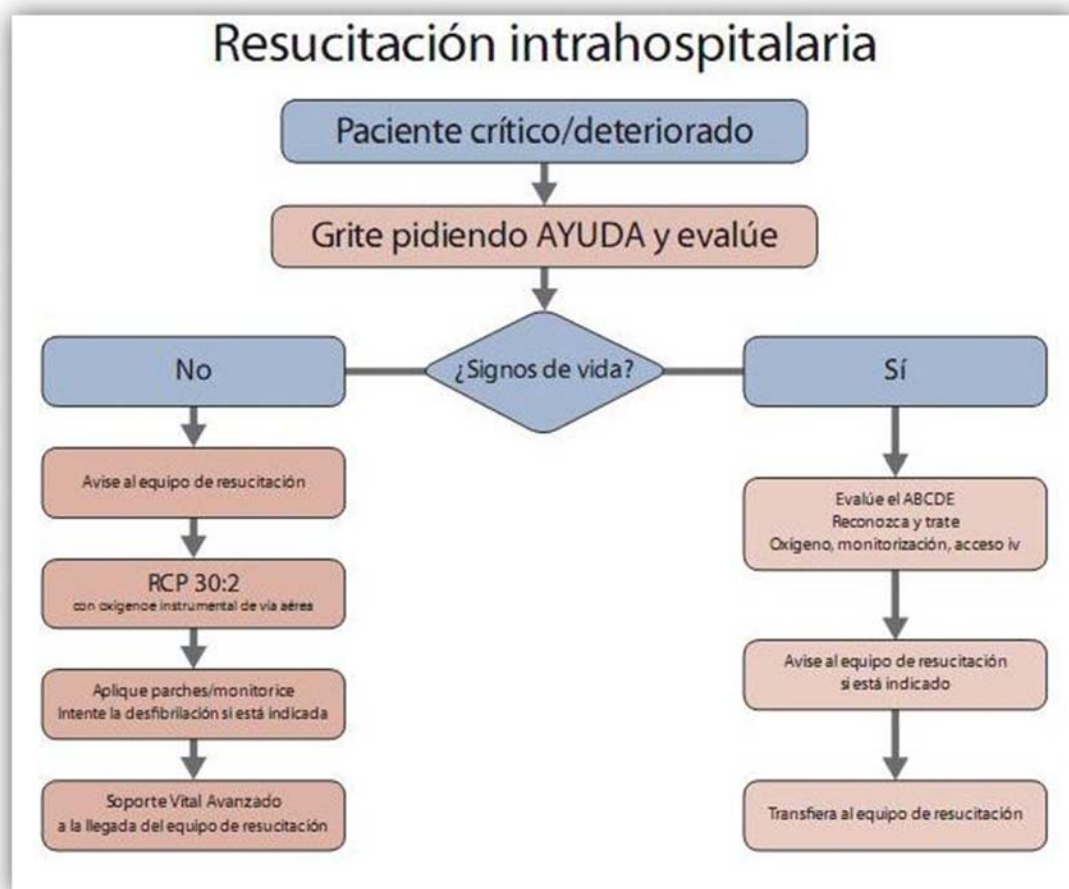 Resucitación intrahospitalaria
Paciente crítico/deteriorado
Grite pidiendo AYUDA y evalúe
¿Signos de vida?
No
Avise al equipo de resucitación
RCP 30:2
con oxígenoe instrumental de vía aérea
Aplique parches/monitorice
Intente la desfibrilación si está indicada
Soporte Vital Avanzado
a la llegada del equipo de resucitación
Sí
Evalúe el ABCDE
Reconozca y trate
Oxígeno, monitorización, acceso iv
Avise al equipo de resucitación
si está indicado
Transfiera al equipo de resucitación